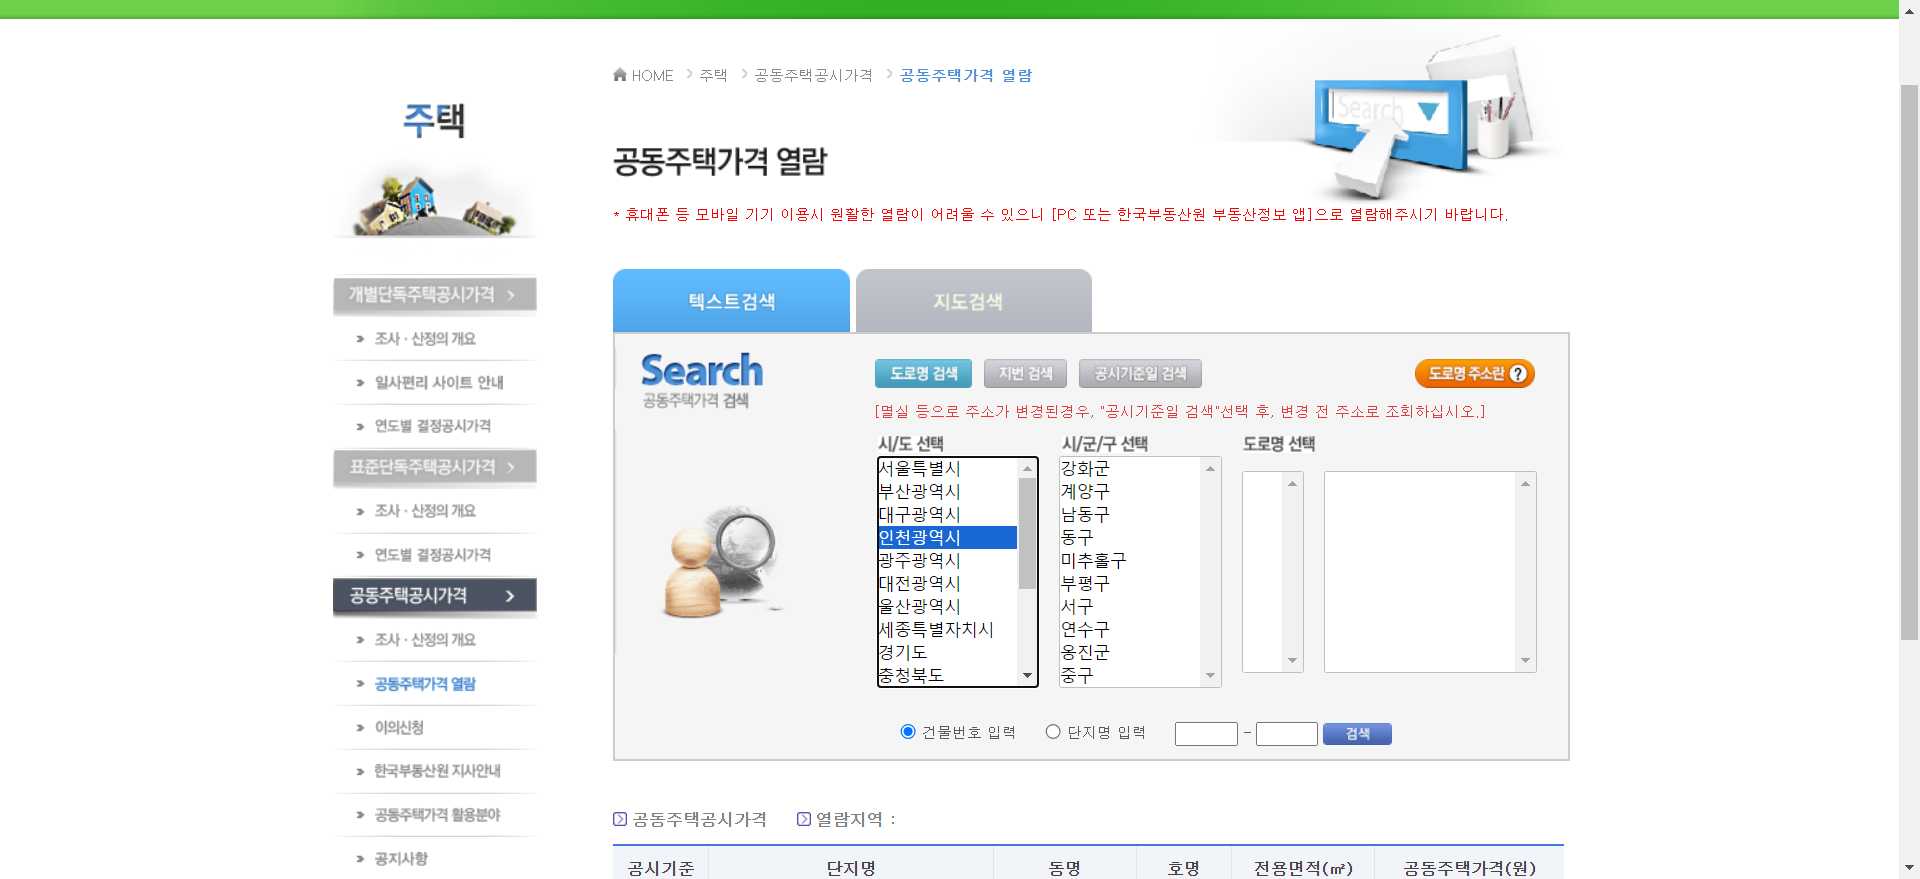 HOME > 주택 > 공동주택공시가격 > 공동주택가격 열람
주택
Search
공동주택가격 열람
* 휴대폰 등 모바일 기기 이용시 원활한 열람이 어려울 수 있으니 [PC 또는 한국부동산원 부동산정보 앱]으로 열람해주시기 바랍니다.
개별단독주택공시가격
조사 · 산정의 개요
일사편리 사이트 안내
연도별 결정공시가격
표준단독주택공시가격
조사 · 산정의 개요
연도별 결정공시가격
공동주택공시가격
조사 · 산정의 개요
공동주택가격 열람
이의신청
한국부동산원 지사안내
공동주택가격 활용분야
공지사항
텍스트검색 지도검색
Search
공동주택가격 검색
도로명 검색 지번 검색 공시기준일 검색 도로명 주소란 ?
[멸실 등으로 주소가 변경된경우, "공시기준일 검색"선택 후, 변경 전 주소로 조회하십시오.]
시/도 선택
서울특별시
부산광역시
대구광역시
인천광역시
광주광역시
대전광역시
울산광역시
세종특별자치시
경기도
충청북도
시/군/구 선택
강화군
계양구
남동구
동구
미추홀구
부평구
서구
연수구
옹진군
중구
도로명 선택
건물번호 입력 단지명 입력 - 검색
공동주택공시가격 열람지역 :
공시기준 단지명 동명 호명 전용면적(㎡) 공동주택가격(원)